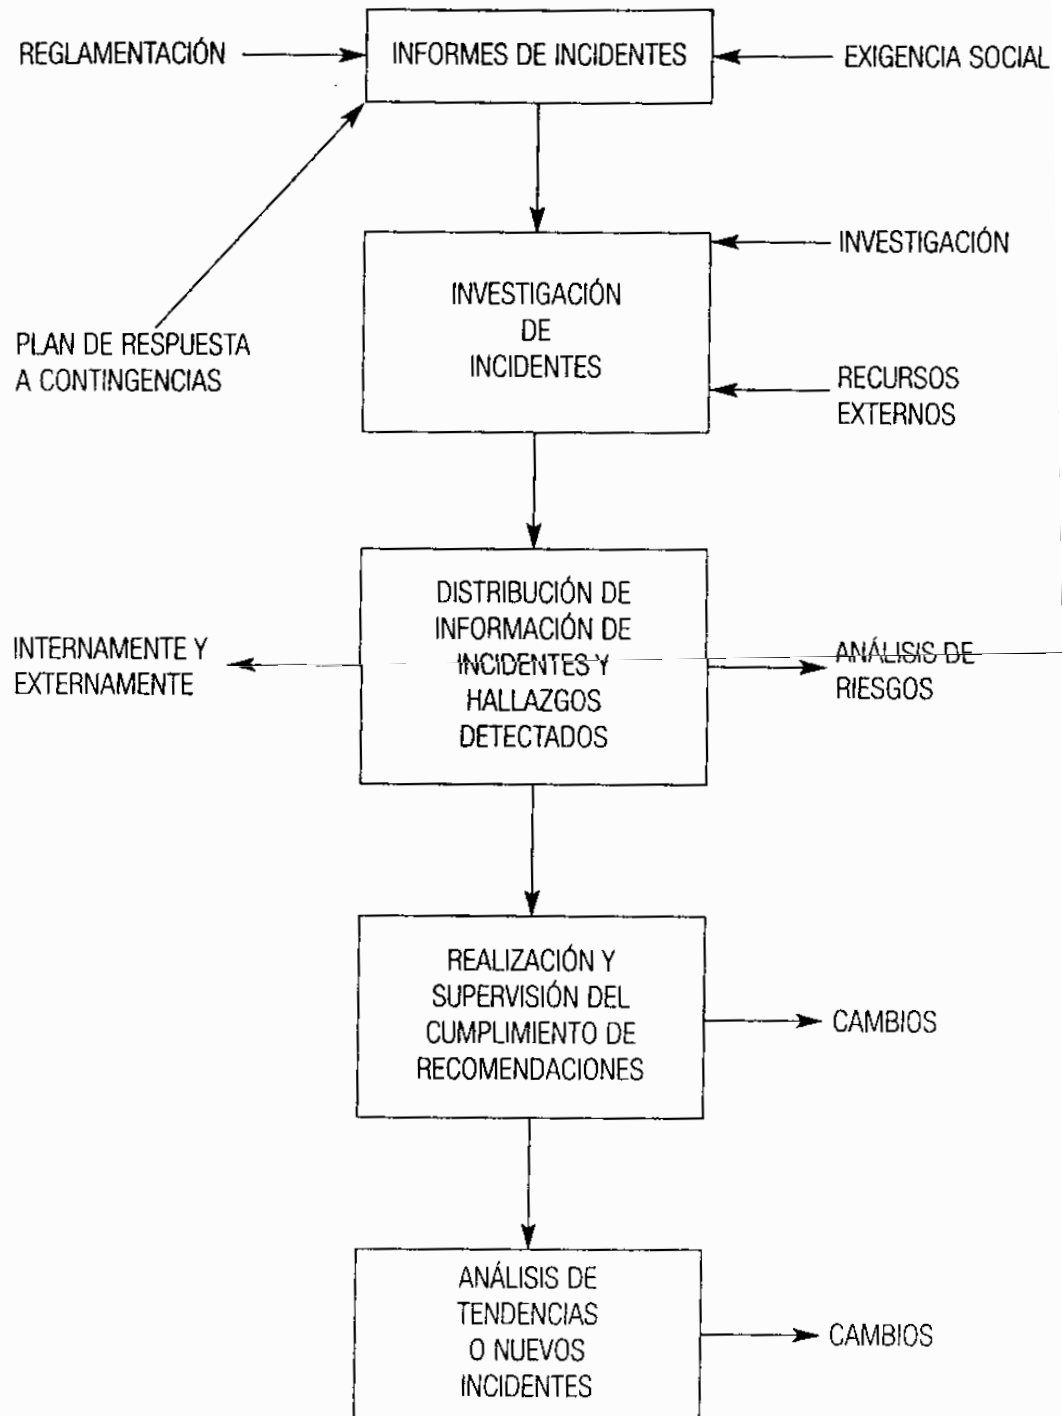 REGLAMENTACIÓN
INFORMES DE INCIDENTES
EXIGENCIA SOCIAL
INVESTIGACIÓN
INVESTIGACIÓN
DE
INCIDENTES
PLAN DE RESPUESTA
A CONTINGENCIAS
RECURSOS
EXTERNOS
DISTRIBUCIÓN DE
INFORMACIÓN DE
INCIDENTES Y
HALLAZGOS
DETECTADOS
INTERNAMENTE Y
EXTERNAMENTE
ANÁLISIS DE
RIESGOS
REALIZACIÓN Y
SUPERVISIÓN DEL
CUMPLIMIENTO DE
RECOMENDACIONES
CAMBIOS
ANÁLISIS DE
TENDENCIAS
O NUEVOS
INCIDENTES
CAMBIOS